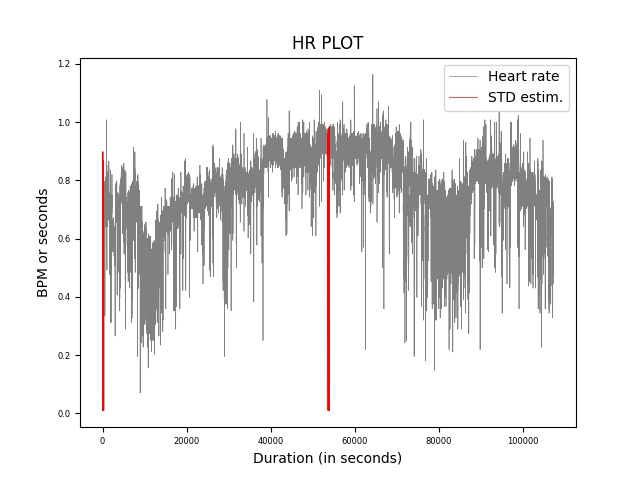 HR PLOT
Heart rate
STD estim.
BPM or seconds
1.2
1.0
0.8
0.6
0.4
0.2
0.0
0 20000 40000 60000 80000 100000
Duration (in seconds)